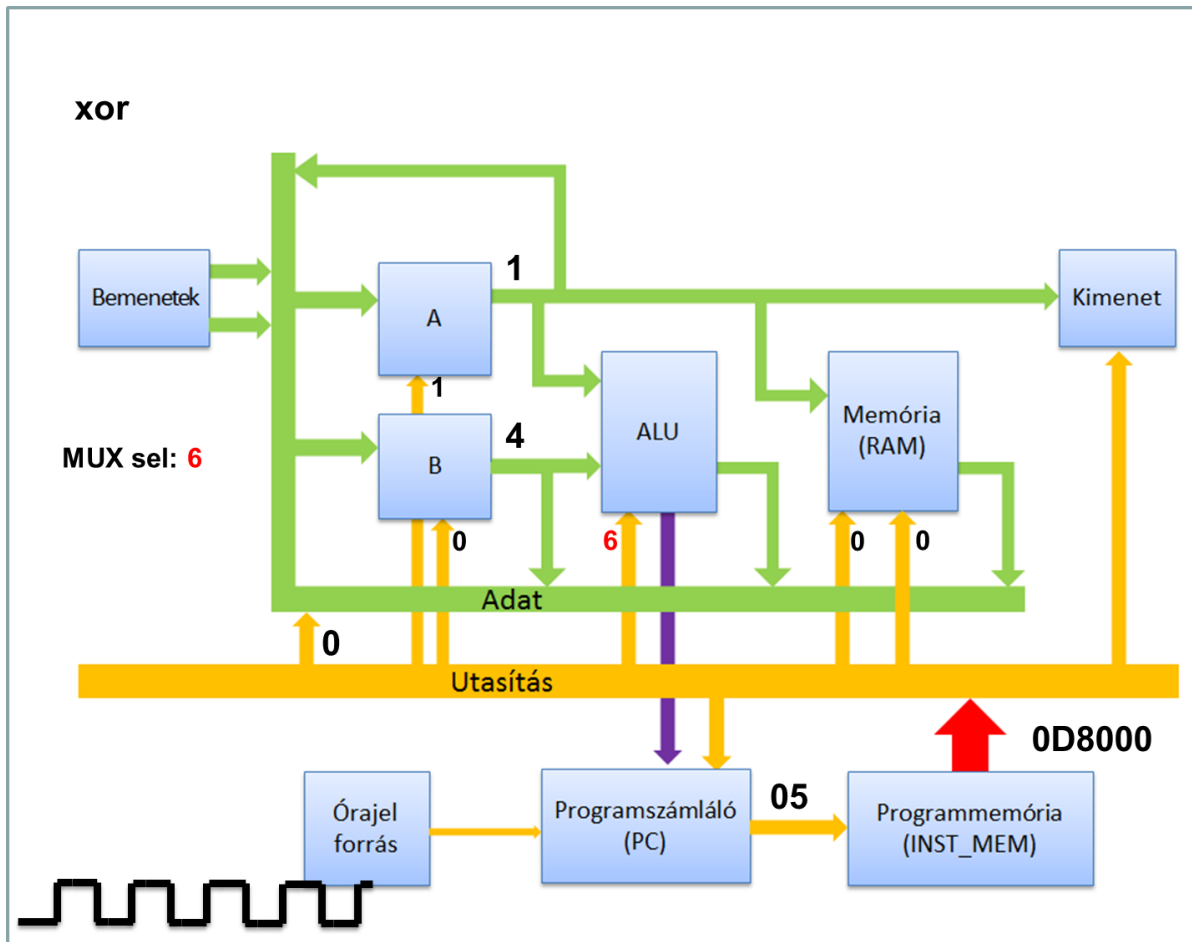 xor
Bemenetek
A
1
Kimenet
1
ALU
Memória
(RAM)
B
4
MUX sel: 6
0
6
0
0
Adat
0
Utasítás
0D8000
Órajel
forrás
Programszámláló
(PC)
05
Programmemória
(INST_MEM)